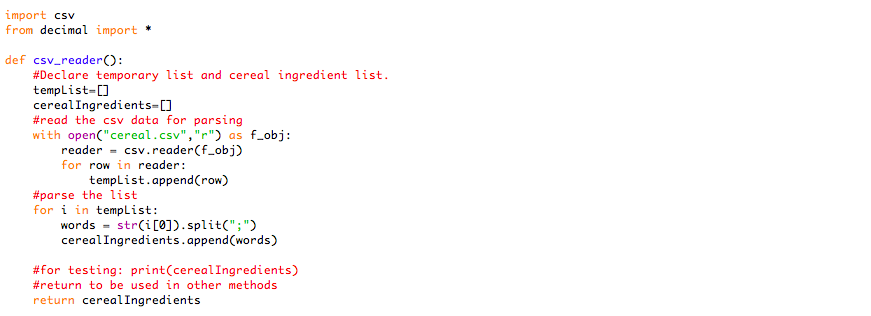 import csv
from decimal import *
def csv_reader():
#Declare temporary list and cereal ingredient list.
tempList=[]
cerealIngredients=[]
#read the csv data for parsing
with open("cereal.csv","r") as f_obj:
reader = csv.reader(f_obj)
for row in reader:
tempList.append(row)
#parse the list
for i in tempList:
words = str(i[0]).split(";")
cerealIngredients.append(words)
#for testing: print(cerealIngredients)
#return to be used in other methods
return cerealIngredients